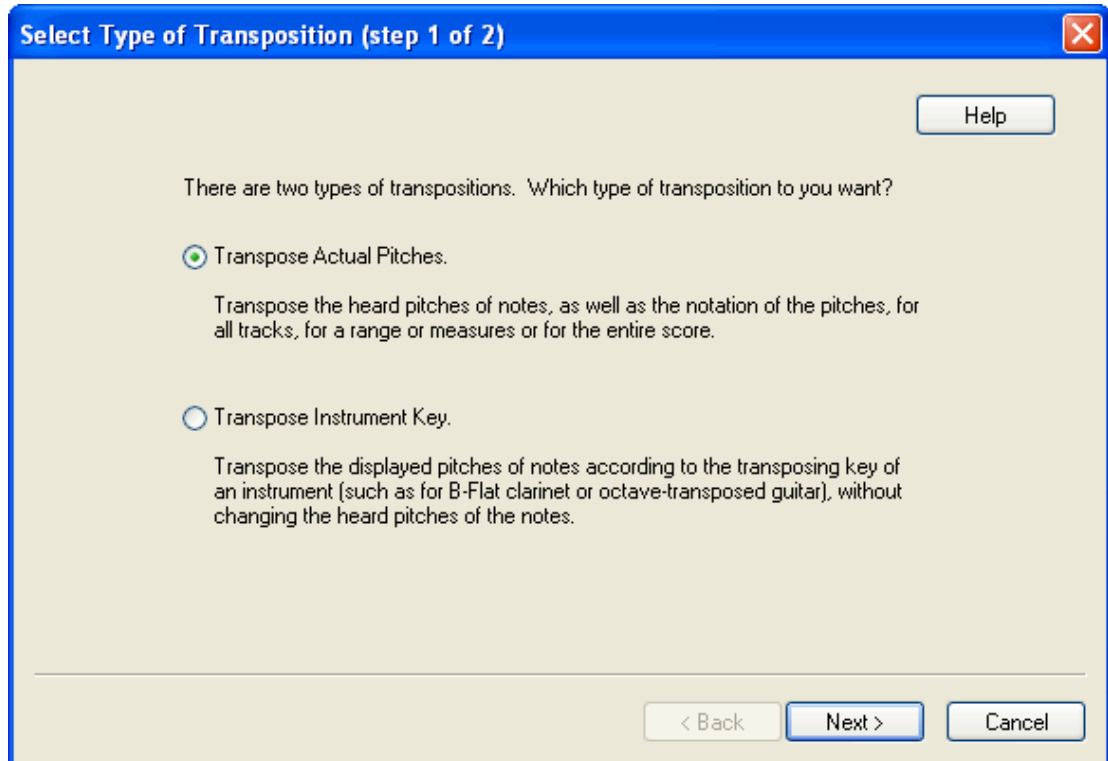 Select Type of Transposition (step 1 of 2)
Help
There are two types of transpositions.  Which type of transposition to you want?
Transpose Actual Pitches.
Transpose the heard pitches of notes, as well as the notation of the pitches, for
all tracks, for a range or measures or for the entire score.
Transpose Instrument Key.
Transpose the displayed pitches of notes according to the transposing key of
an instrument (such as for B-Flat clarinet or octave-transposed guitar), without
changing the heard pitches of the notes.
< Back
Next >
Cancel